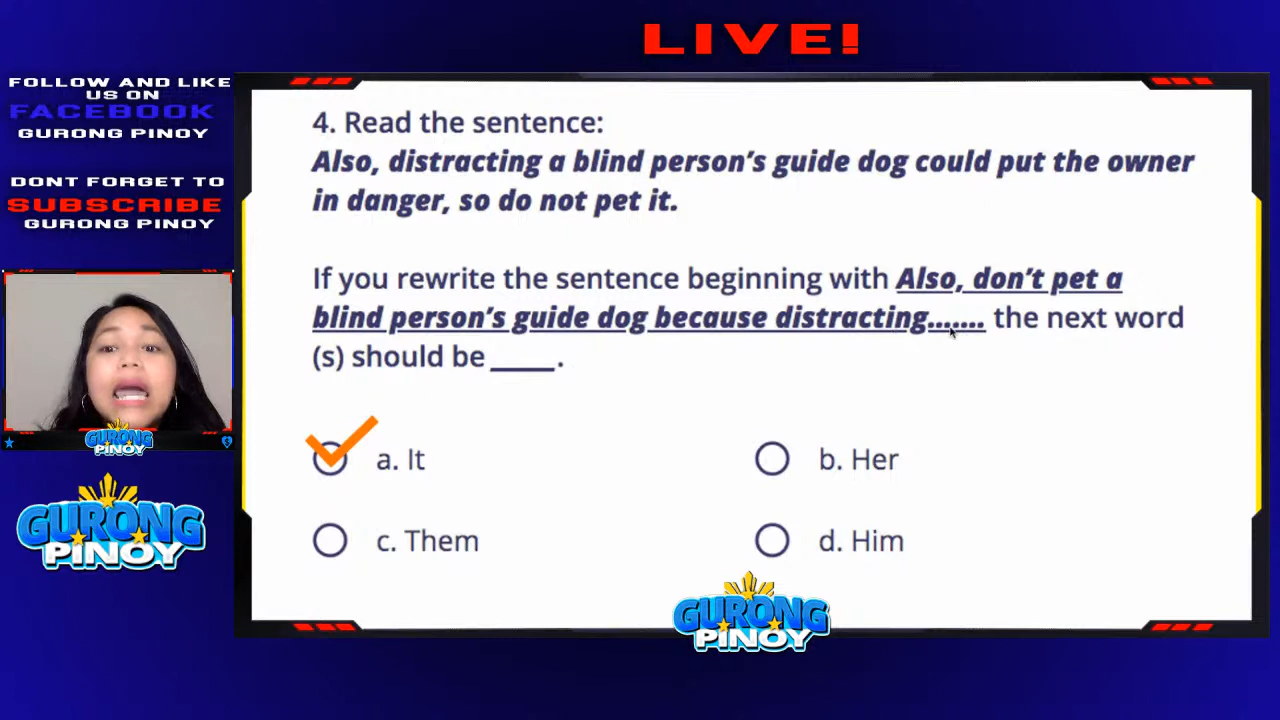 LIVE!
FOLLOW AND LIKE
US ON
FACEBOOK
GURONG PINOY
DONT FORGET TO
SUBSCRIBE
GURONG PINOY
GURONG
PINOY
GURONG
PINOY
4. Read the sentence:
Also, distracting a blind person's guide dog could put the owner
in danger, so do not pet it.
If you rewrite the sentence beginning with Also, don't pet a
blind person's guide dog because distracting....... the next word
(s) should be _____.
a. It
b. Her
c. Them
d. Him
GURONG
PINOY